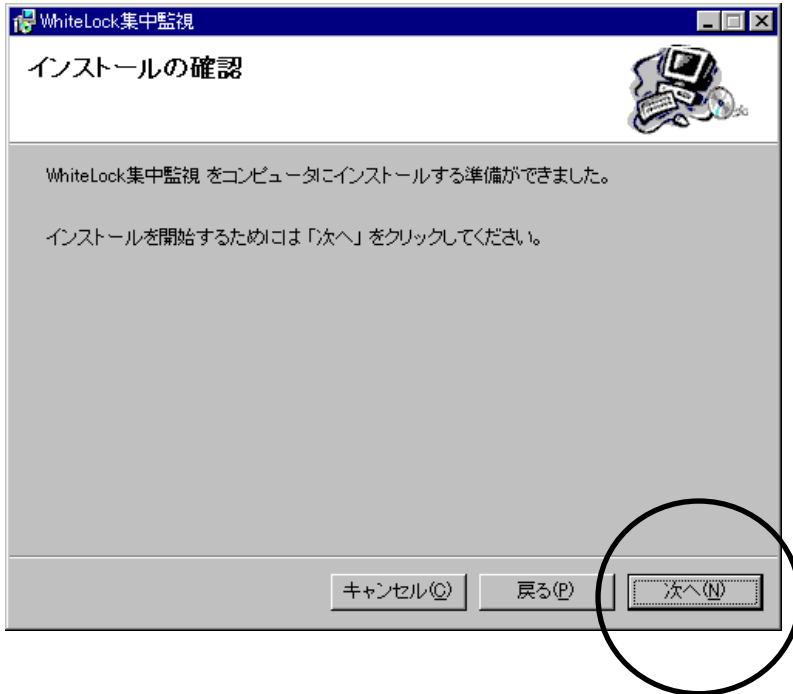 WhiteLock集中監視
インストールの確認
WhiteLock集中監視 をコンピュータにインストールする準備ができました。
インストールを開始するためには「次へ」をクリックしてください。
キャンセル(C) 戻る(P) 次へ(N)